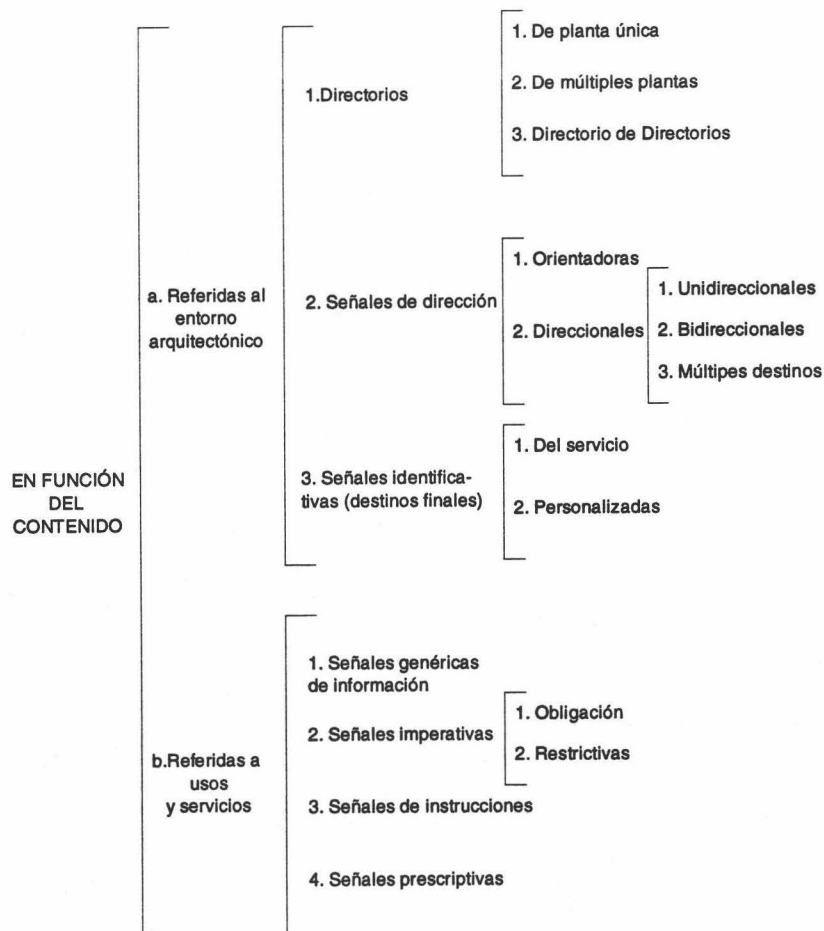 EN FUNCIÓN
DEL
CONTENIDO
a. Referidas al
entorno
arquitectónico
1.Directorios
1. De planta única
2. De múltiples plantas
3. Directorio de Directorios
2. Señales de dirección
1. Orientadoras
2. Direccionales
1. Unidireccionales
2. Bidireccionales
3. Múltipes destinos
3. Señales identifica-
tivas (destinos finales)
1. Del servicio
2. Personalizadas
b.Referidas a
usos
y servicios
1. Señales genéricas
de información
2. Señales imperativas
1. Obligación
2. Restrictivas
3. Señales de instrucciones
4. Señales prescriptivas